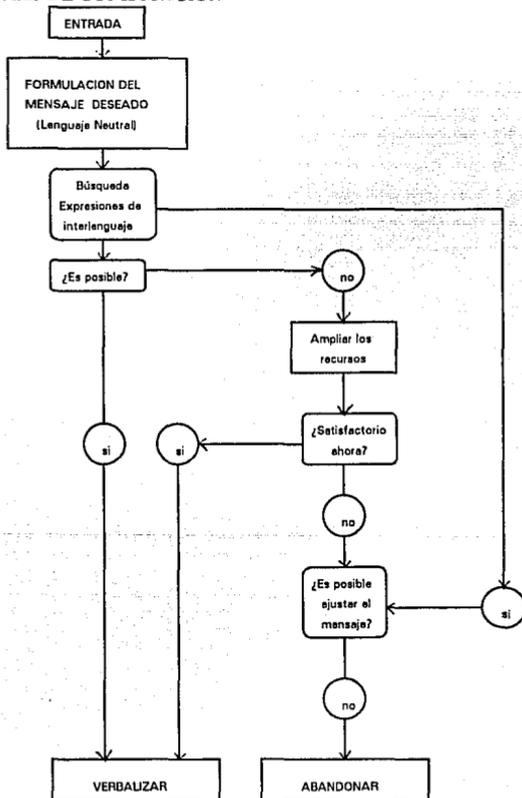 ENTRADA
FORMULACION DEL
MENSAJE DESEADO
(Lenguaje Neutral)
Búsqueda
Expresiones de
interlenguaje
¿Es posible?
no
Ampliar los
recursos
¿Satisfactorio
ahora?
si
si
no
¿Es posible
ajustar el
mensaje?
si
no
VERBALIZAR
ABANDONAR